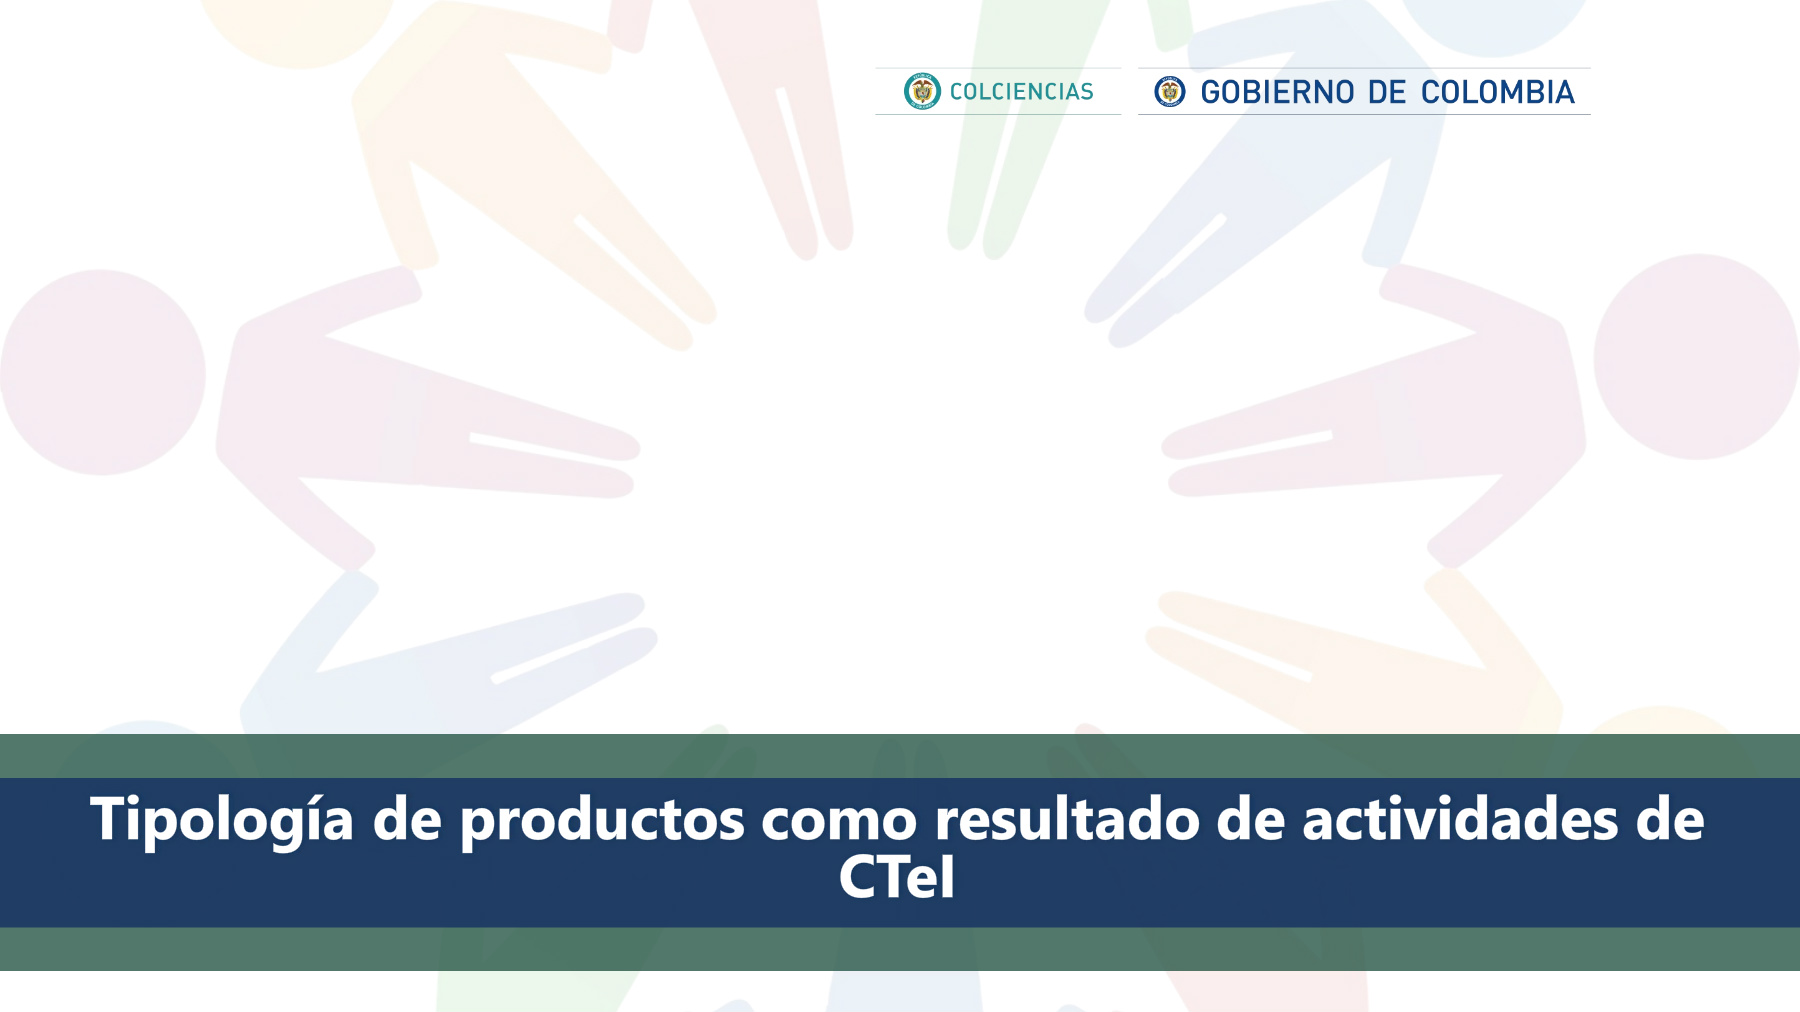 COLCIENCIAS GOBIERNO DE COLOMBIA
Tipología de productos como resultado de actividades de
CTeI